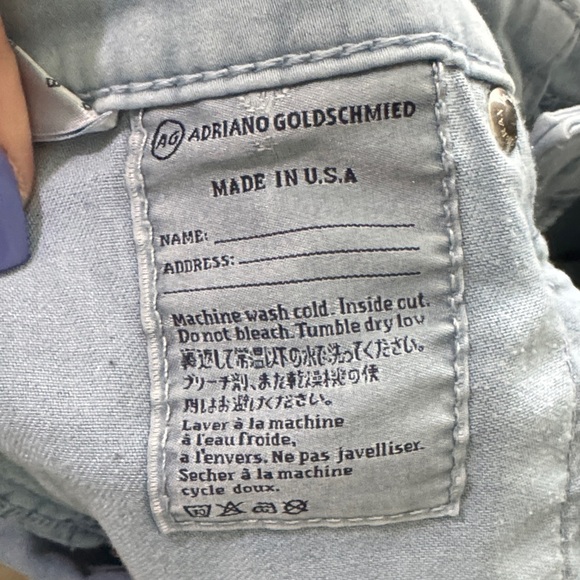 AG ADRIANO GOLDSCHMIED
MADE IN U.S.A
NAME:
ADDRESS:
Machine wash cold. Inside out.
Do not bleach. Tumble dry low
裏返して常温以下の水で洗ってください。
ブリーチ剤、また乾燥機の使
用はお避けください。
Laver à la machine
à l'eau froide,
a l'envers. Ne pas javelliser.
Secher à la machine
cycle doux.